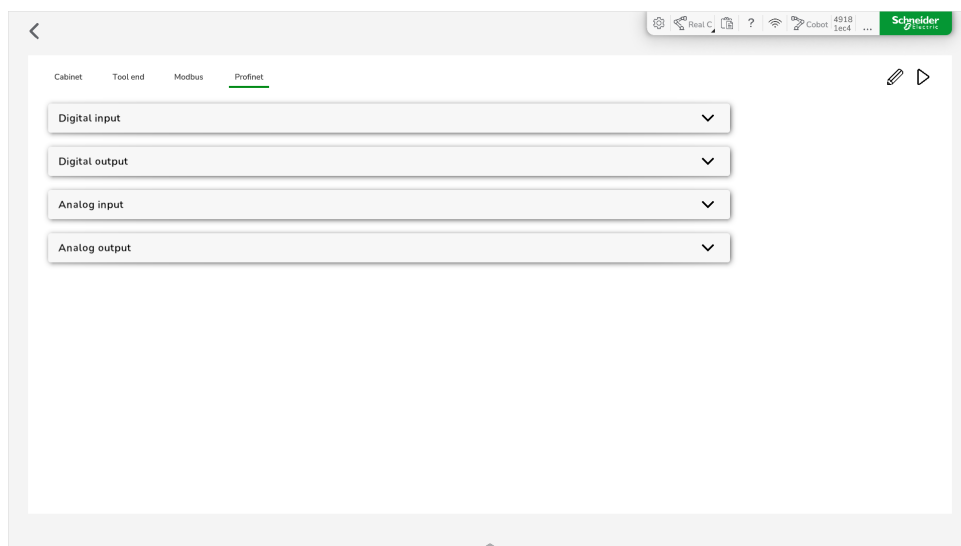 Real C
?
Cobot
4918
1ec4
...
Schneider
Electric
Cabinet Tool end Modbus Profinet
Digital input
Digital output
Analog input
Analog output